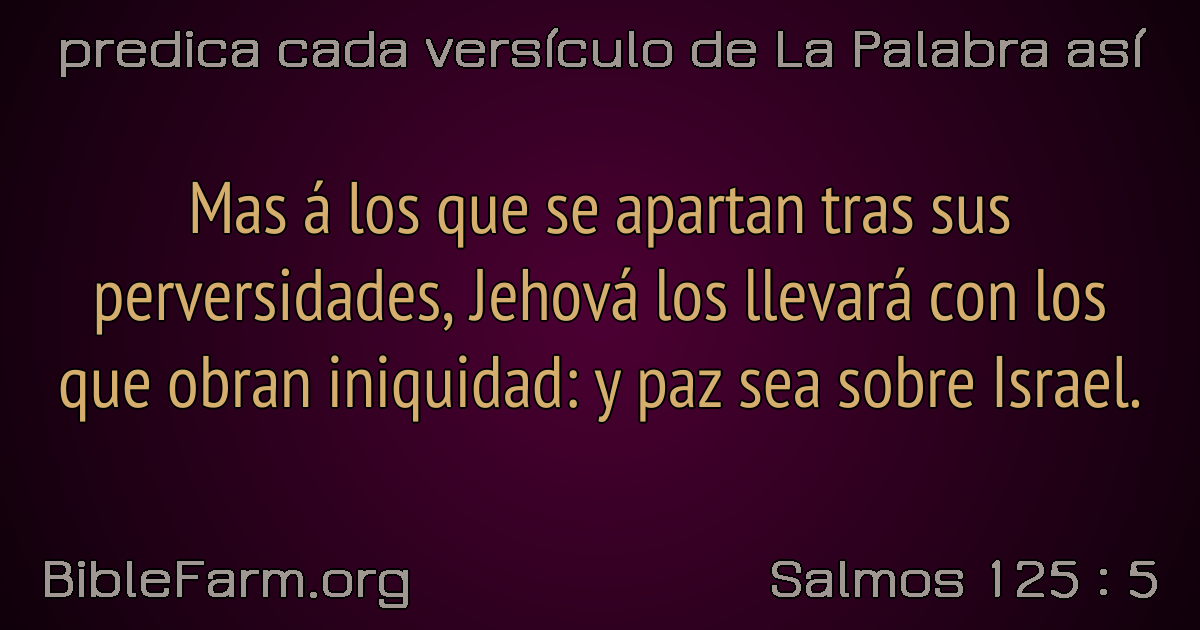 predica cada versículo de La Palabra así
Mas á los que se apartan tras sus
perversidades, Jehová los llevará con los
que obran iniquidad: y paz sea sobre Israel.
BibleFarm.org
Salmos 125 : 5